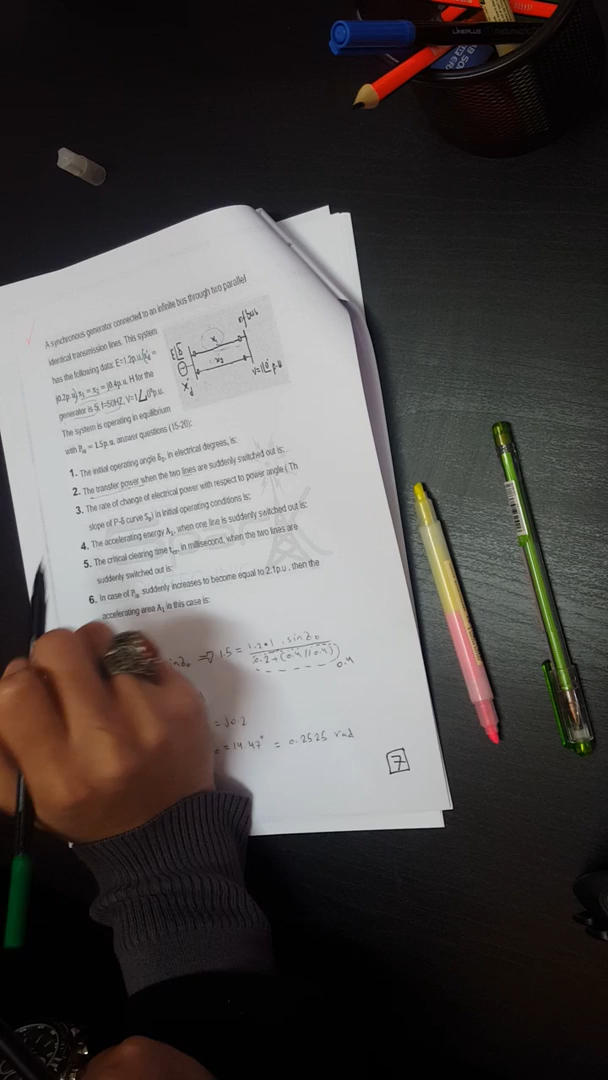 A synchronous generator connected to an infinite bus through two parallel
identical transmission lines. This system
has the following data: E=1.2p.u. x'd =
j0.2p.u, x₁ = x₂ = j0.4p.u, H for the
generator is 5, f=50HZ, V=1∠0°p.u.
The system is operating in equilibrium
with = 1.5p.u, answer questions (15-20):
E∠δ
x'd
x₁
x₂
bus
V=1∠0° p.u
1. The initial operating angle δ₀, in electrical degrees, is:
2. The transfer power when the two lines are suddenly switched out is:
3. The rate of change of electrical power with respect to power angle ( Th
slope of P-δ curve ) in initial operating conditions is:
4. The accelerating energy A₁, when one line is suddenly switched out is:
5. The critical clearing time in millisecond, when the two lines are
suddenly switched out is:
6. In case of suddenly increases to become equal to 2.1p.u , then the
accelerating area A₁ in this case is:
sinδ₀ ⇒ 1.5 = 1.2*1 . sinδ₀
0.2+(0.4//0.4)
0.4
= 14.47° = 0.2525 rad
7
LINEPLUS